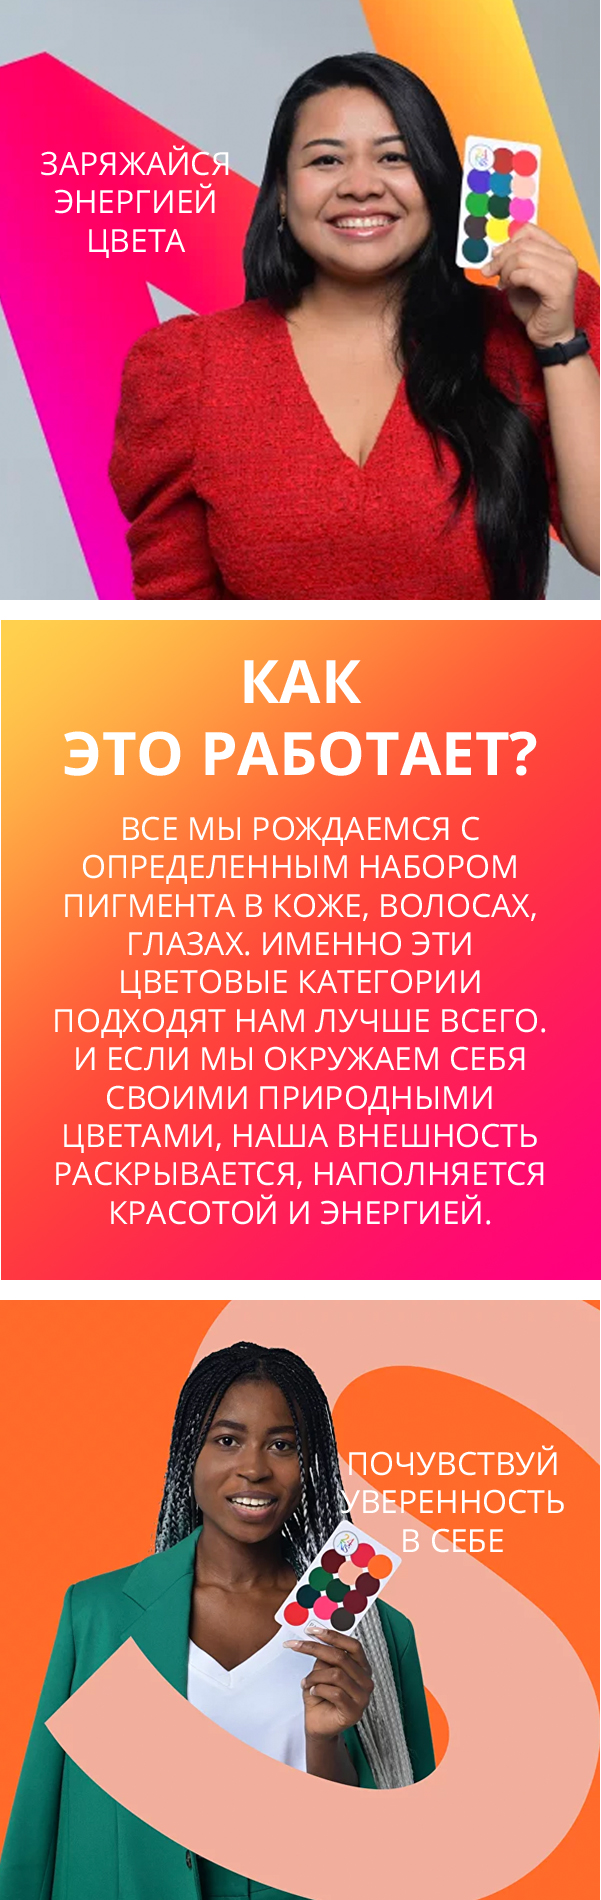 ЗАРЯЖАЙСЯ
ЭНЕРГИЕЙ
ЦВЕТА
КАК
ЭТО РАБОТАЕТ?
ВСЕ МЫ РОЖДАЕМСЯ С
ОПРЕДЕЛЕННЫМ НАБОРОМ
ПИГМЕНТА В КОЖЕ, ВОЛОСАХ,
ГЛАЗАХ. ИМЕННО ЭТИ
ЦВЕТОВЫЕ КАТЕГОРИИ
ПОДХОДЯТ НАМ ЛУЧШЕ ВСЕГО.
И ЕСЛИ МЫ ОКРУЖАЕМ СЕБЯ
СВОИМИ ПРИРОДНЫМИ
ЦВЕТАМИ, НАША ВНЕШНОСТЬ
РАСКРЫВАЕТСЯ, НАПОЛНЯЕТСЯ
КРАСОТОЙ И ЭНЕРГИЕЙ.
ПОЧУВСТВУЙ
УВЕРЕННОСТЬ
В СЕБЕ